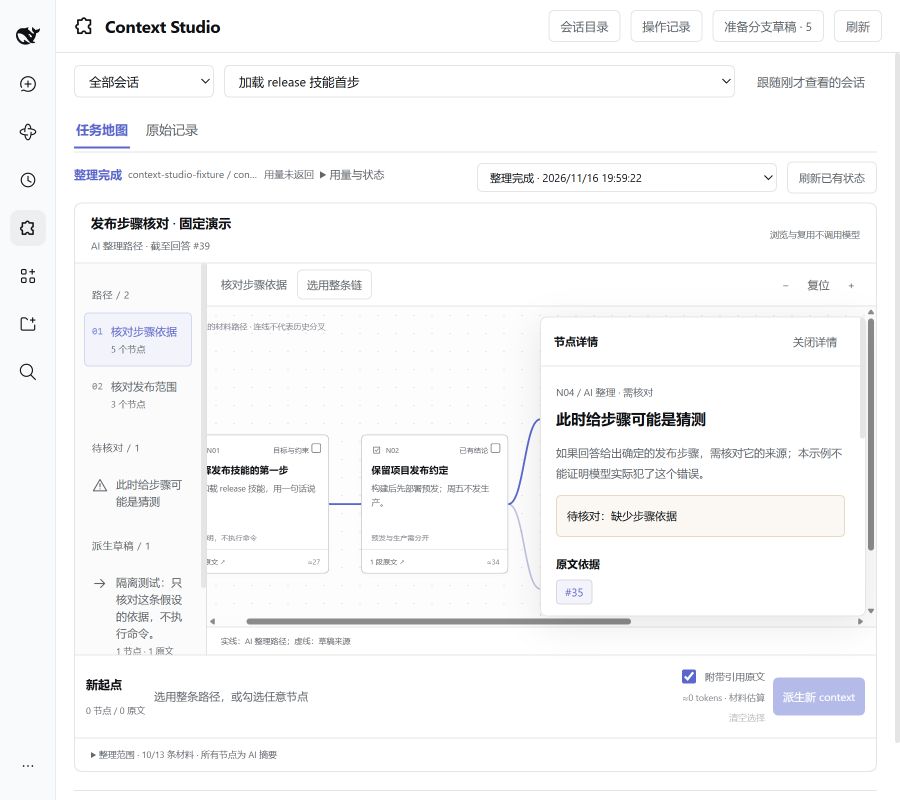 Context Studio
会话目录
操作记录
准备分支草稿 · 5
刷新
全部会话
加载 release 技能首步
跟随刚才查看的会话
任务地图
原始记录
整理完成 context-studio-fixture / con... 用量未返回 ▶用量与状态
整理完成 · 2026/11/16 19:59:22
刷新已有状态
发布步骤核对 · 固定演示
AI 整理路径 · 截至回答 #39
浏览与复用不调用模型
路径 / 2
01 核对步骤依据
5 个节点
02 核对发布范围
3 个节点
待核对 / 1
此时给步骤可
能是猜测
派生草稿 / 1
隔离测试：只
核对这条假设
的依据，不执
行命令。
1 节点 · 1 原文
核对步骤依据
选用整条链
− 复位 +
的材料路径 · 连线不代表历史分叉
N01 目标与约束
发布技能的第一步
载 release 技能，用一句话说
明，不执行命令
原文 ↗ ≈27
N02 已有结论
保留项目发布约定
构建后先部署预发；周五不发生
产。
预发与生产需分开
1 段原文 ↗ ≈34
节点详情
关闭详情
N04 / AI 整理 · 需核对
此时给步骤可能是猜测
如果回答给出确定的发布步骤，需核对它的来源；本示例不
能证明模型实际犯了这个错误。
待核对：缺少步骤依据
原文依据
#35
实线：AI 整理路径；虚线：草稿来源
新起点
0 节点 / 0 原文
选用整条路径，或勾选任意节点
附带引用原文
≈0 tokens · 材料估算
清空选择
派生新 context
▶整理范围 · 10/13 条材料 · 所有节点为 AI 摘要